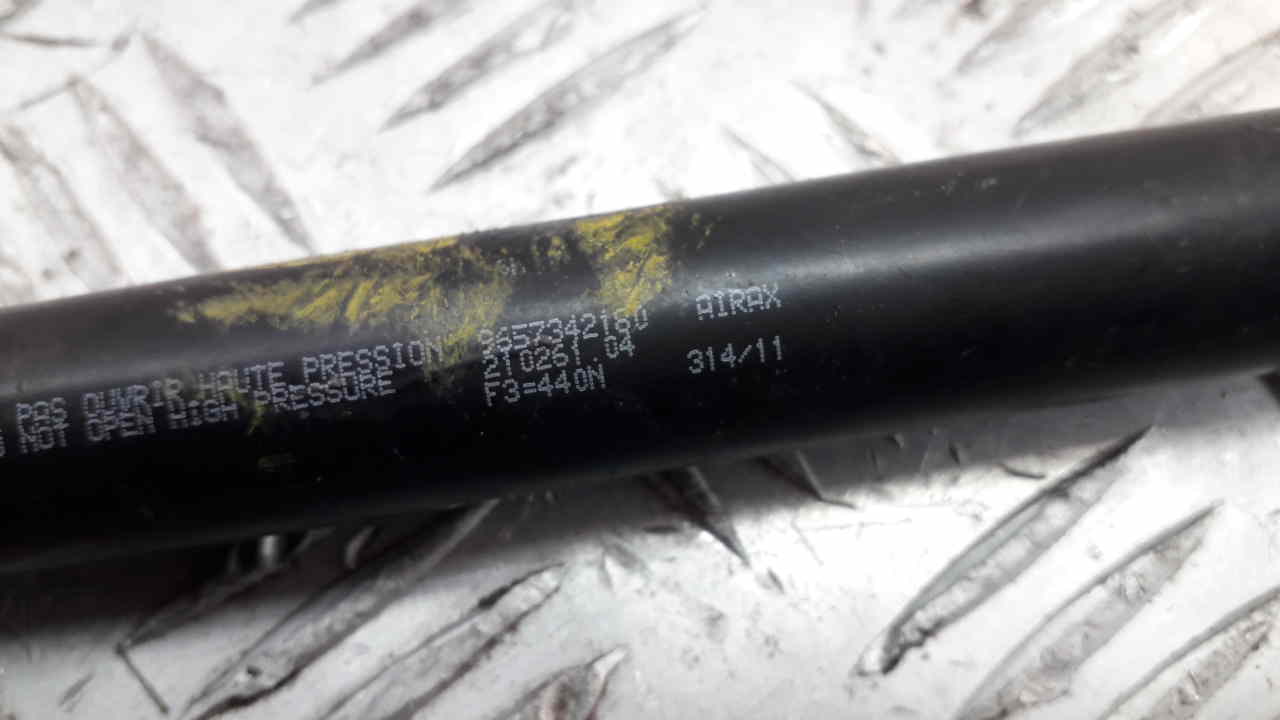 PAS OUVRIR HAUTE PRESSION 9657342180 AIRAX
NOT OPEN HIGH PRESSURE 210261.04 314/11
F3=440N